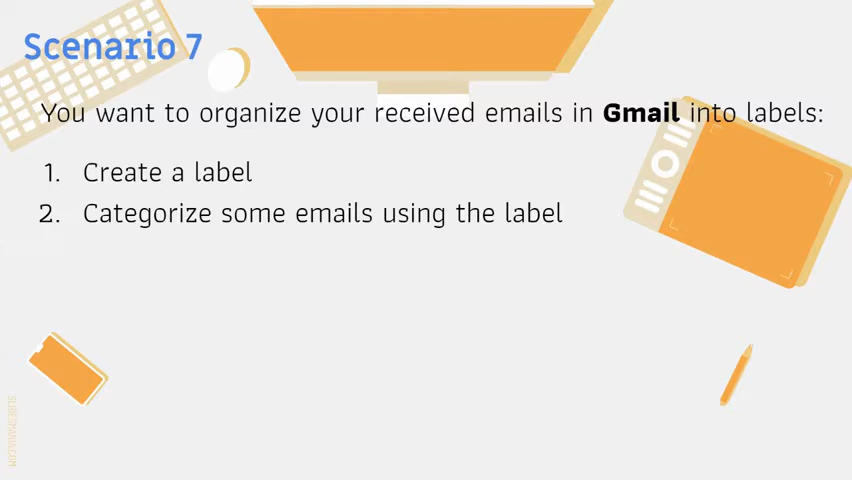 Scenario 7
You want to organize your received emails in Gmail into labels:
1. Create a label
2. Categorize some emails using the label
SLIDESMANIA.COM